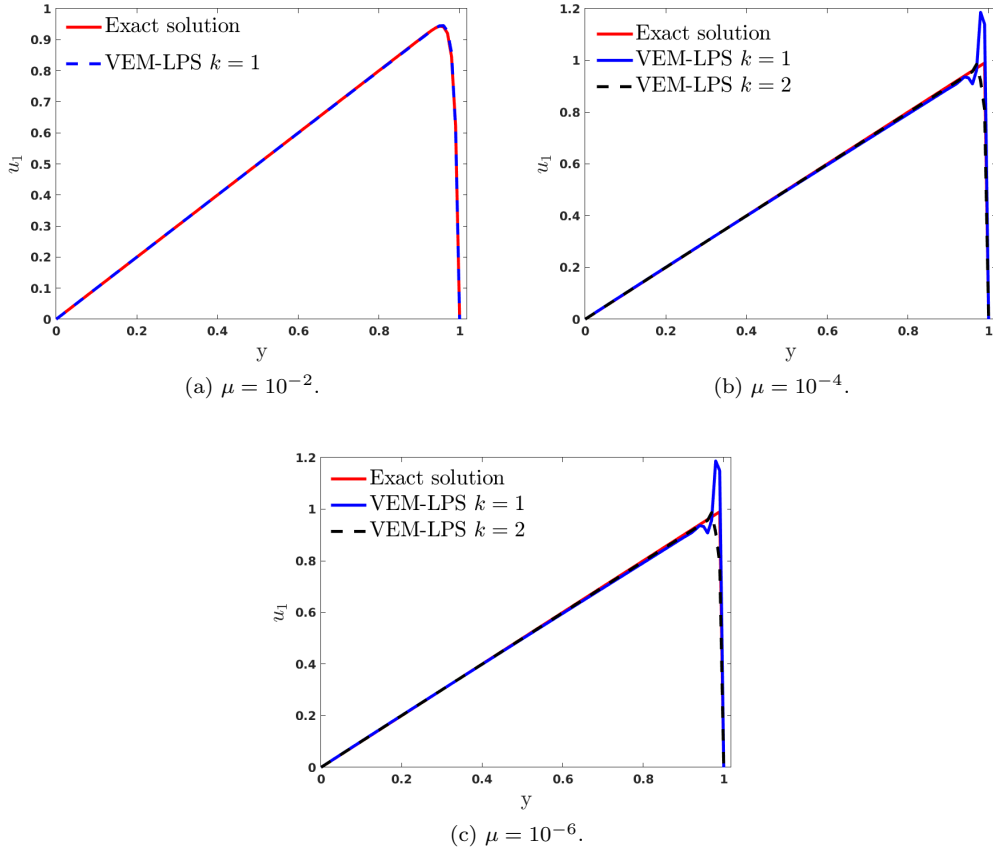 Exact solution
VEM-LPS k = 1
1
0.9
0.8
0.7
0.6
0.5
0.4
0.3
0.2
0.1
0
u₁
0 0.2 0.4 0.6 0.8 1
y
(a) μ = 10⁻².
Exact solution
VEM-LPS k = 1
VEM-LPS k = 2
1.2
1
0.8
0.6
0.4
0.2
0
u₁
0 0.2 0.4 0.6 0.8 1
y
(b) μ = 10⁻⁴.
Exact solution
VEM-LPS k = 1
VEM-LPS k = 2
1.2
1
0.8
0.6
0.4
0.2
0
u₁
0 0.2 0.4 0.6 0.8 1
y
(c) μ = 10⁻⁶.